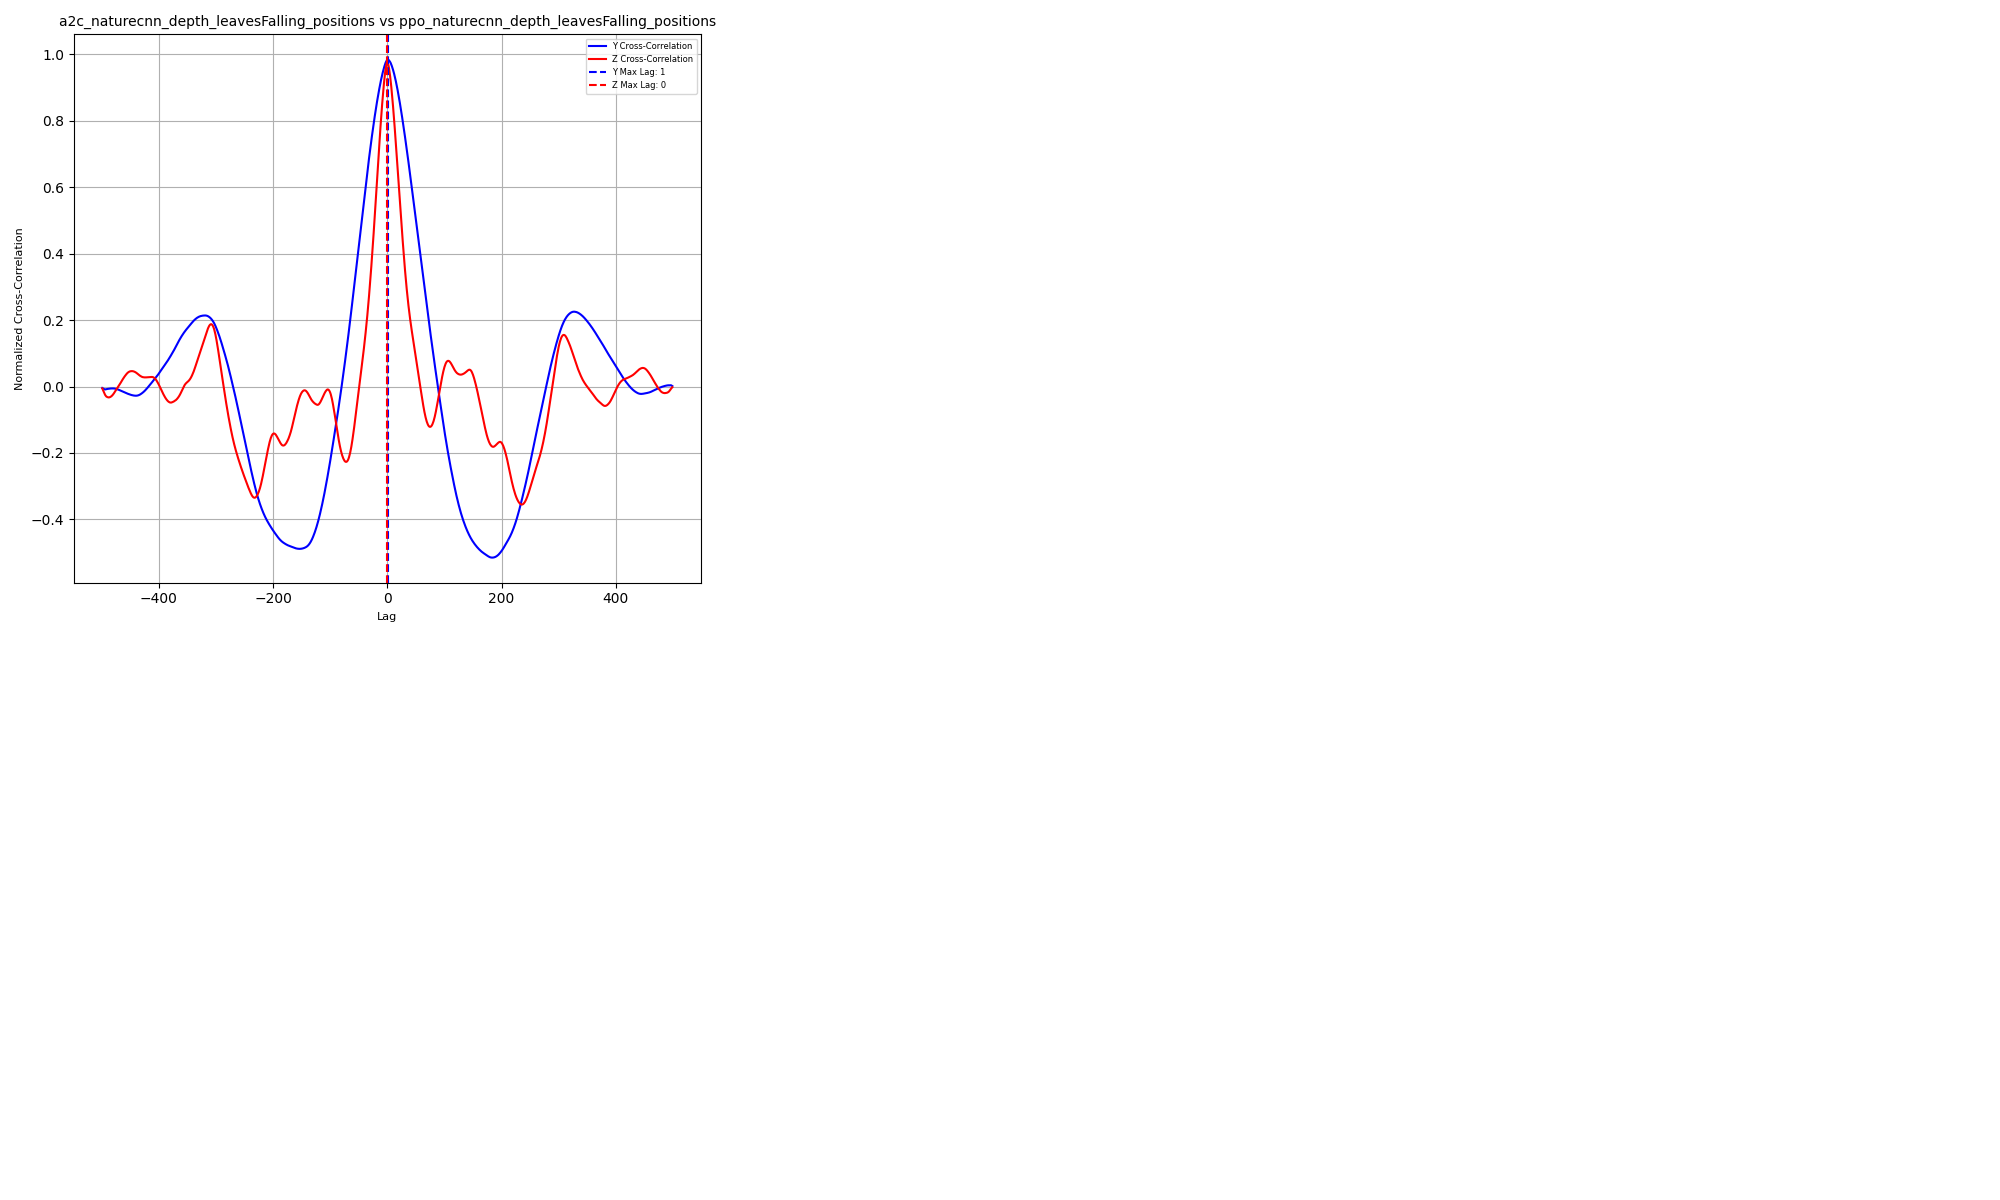 a2c_naturecnn_depth_leavesFalling_positions vs ppo_naturecnn_depth_leavesFalling_positions
Y Cross-Correlation
Z Cross-Correlation
Y Max Lag: 1
Z Max Lag: 0
Normalized Cross-Correlation
1.0
0.8
0.6
0.4
0.2
0.0
−0.2
−0.4
−400 −200 0 200 400
Lag